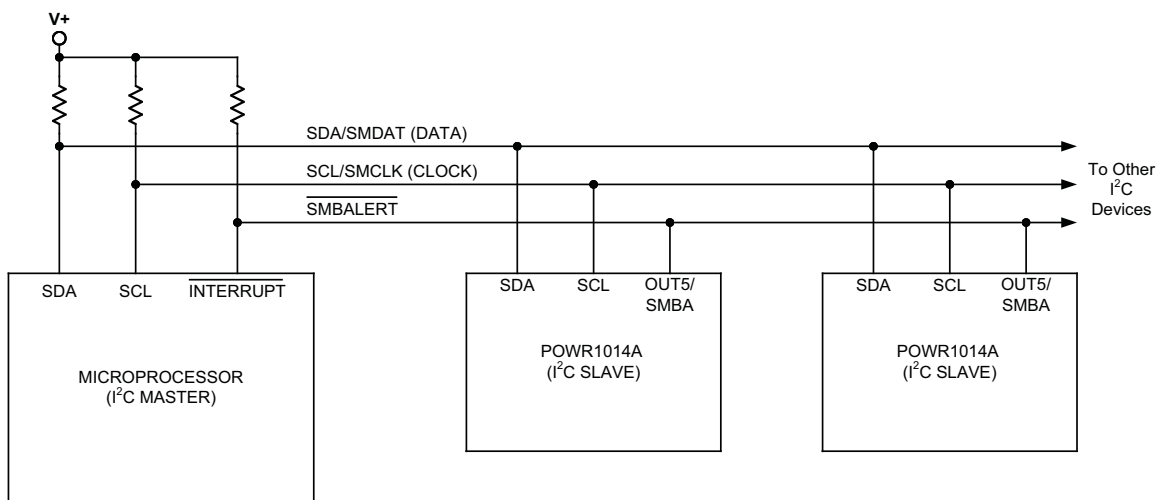 V+
SDA/SMDAT (DATA)
SCL/SMCLK (CLOCK)
SMBALERT
To Other
I²C
Devices
SDA SCL INTERRUPT
MICROPROCESSOR
(I²C MASTER)
SDA SCL OUT5/
SMBA
POWR1014A
(I²C SLAVE)
SDA SCL OUT5/
SMBA
POWR1014A
(I²C SLAVE)